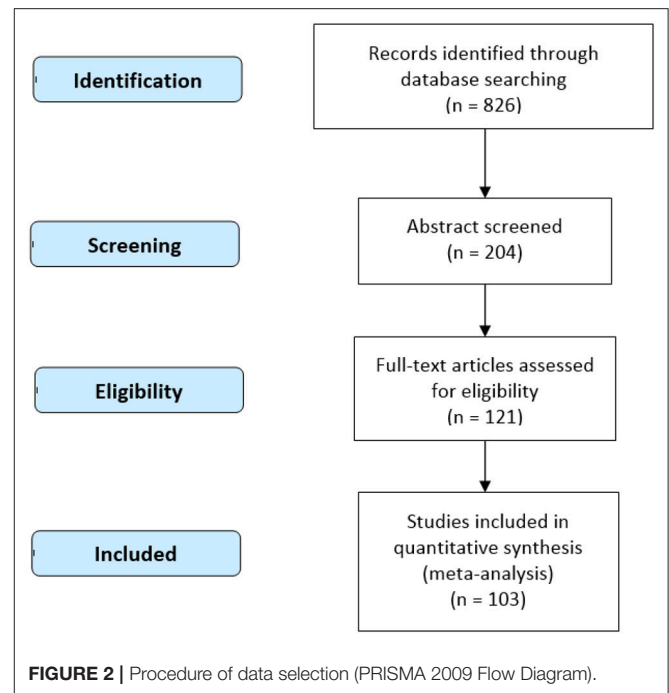 Identification
Records identified through
database searching
(n = 826)
Screening
Abstract screened
(n = 204)
Eligibility
Full-text articles assessed
for eligibility
(n = 121)
Included
Studies included in
quantitative synthesis
(meta-analysis)
(n = 103)
FIGURE 2 | Procedure of data selection (PRISMA 2009 Flow Diagram).